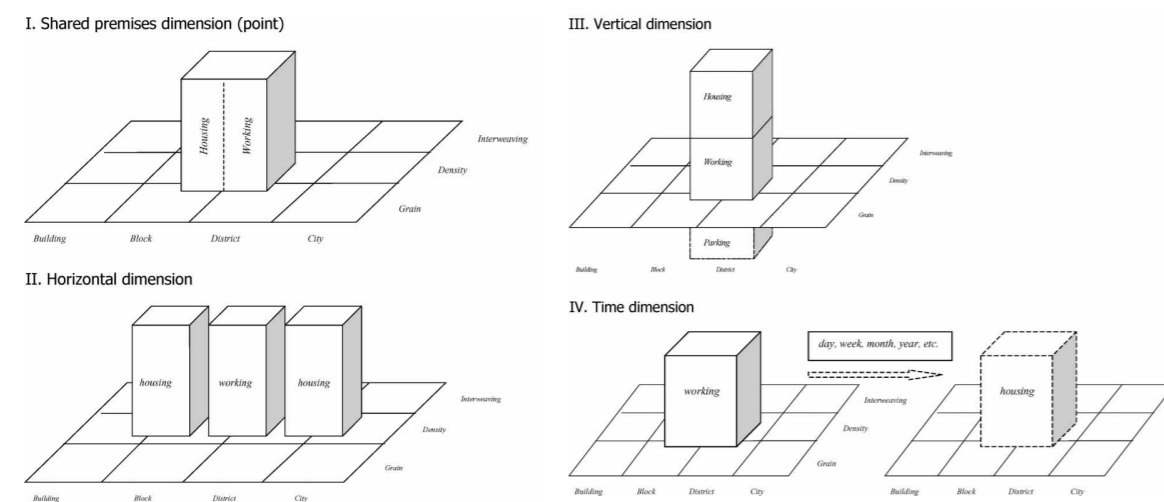 I. Shared premises dimension (point)
Housing
Working
Interweaving
Density
Grain
Building Block District City
II. Horizontal dimension
housing working housing
Interweaving
Density
Grain
Building Block District City
III. Vertical dimension
Housing
Working
Interweaving
Density
Grain
Parking
Building Block District City
IV. Time dimension
day, week, month, year, etc.
working
housing
Interweaving
Density
Grain
Building Block District City
Building Block District City